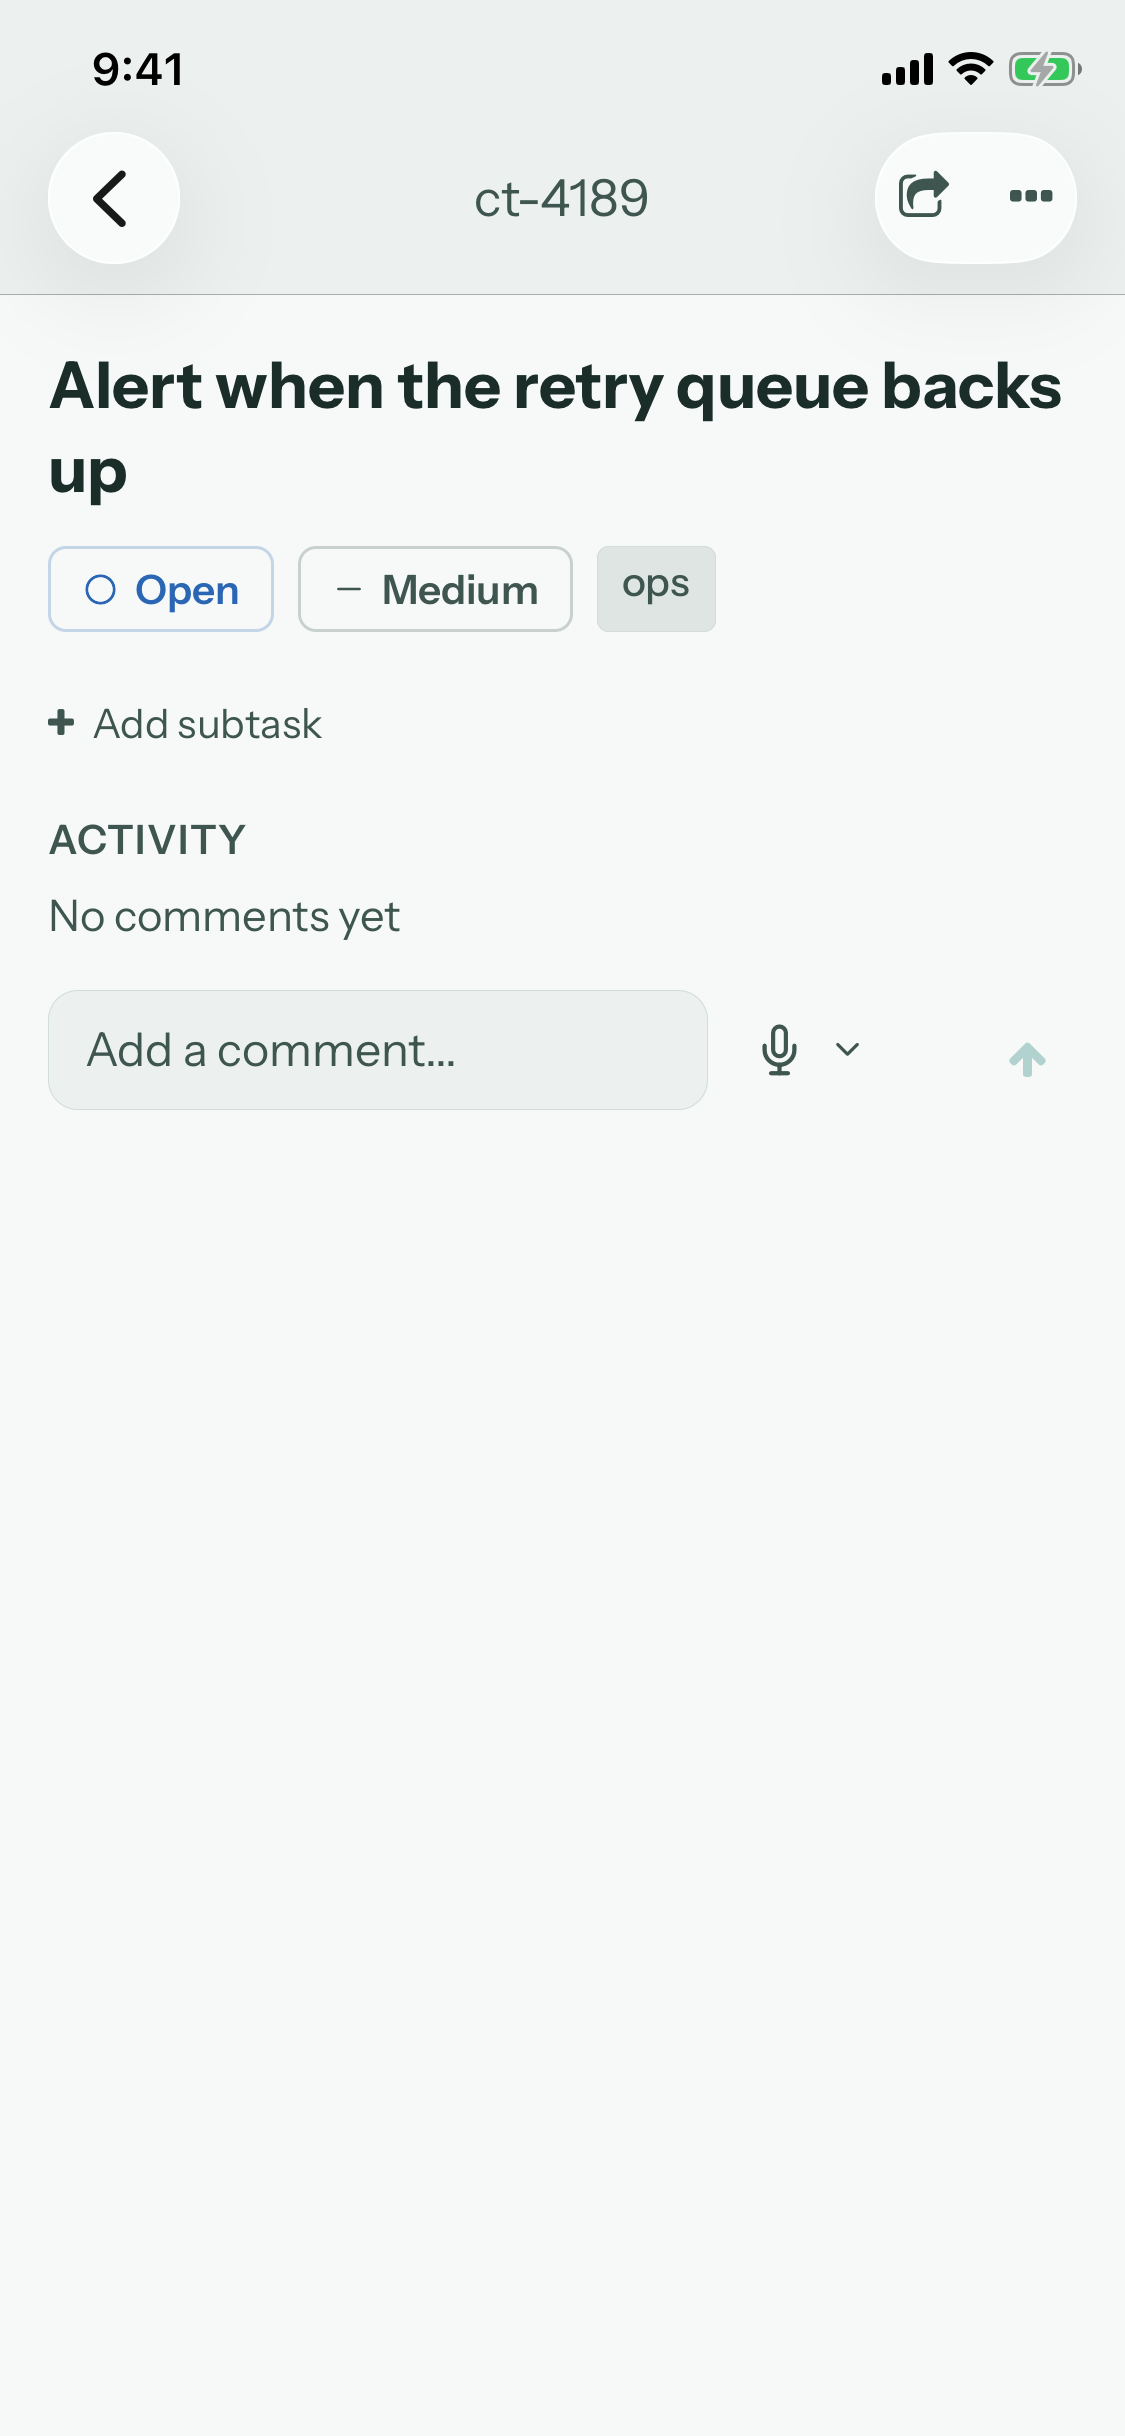 9:41
ct-4189
Alert when the retry queue backs
up
Open
Medium
ops
Add subtask
ACTIVITY
No comments yet
Add a comment...